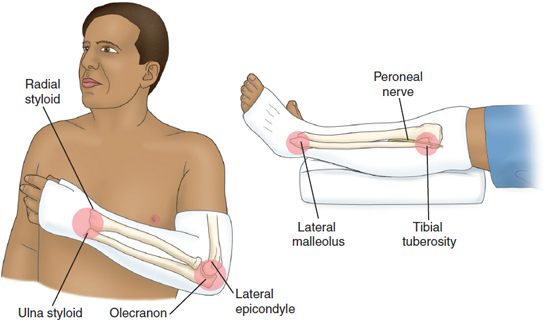 Radial
styloid
Peroneal
nerve
Lateral
malleolus
Tibial
tuberosity
Ulna styloid
Olecranon
Lateral
epicondyle